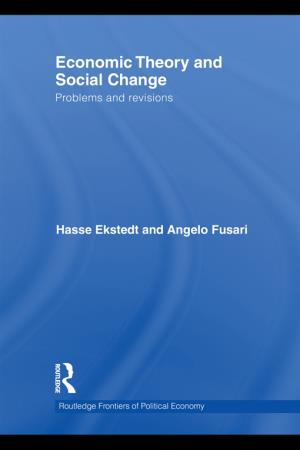 Economic Theory and
Social Change
Problems and revisions
Hasse Ekstedt and Angelo Fusari
ROUTLEDGE
Routledge Frontiers of Political Economy